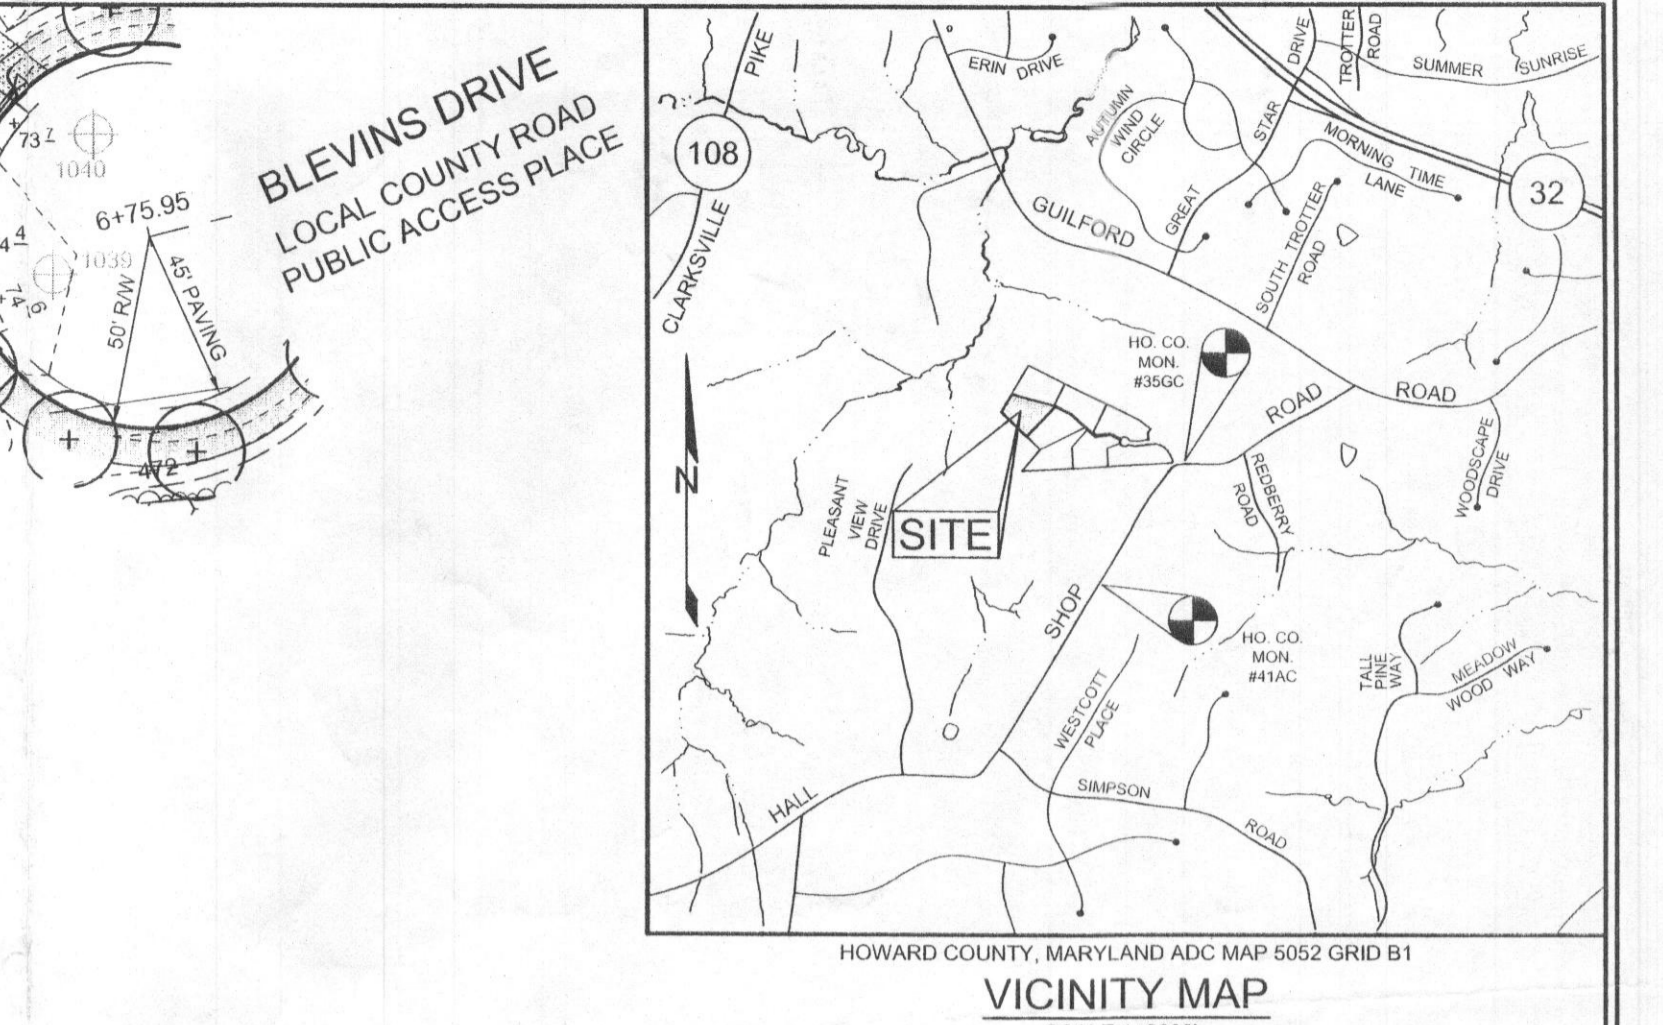 BLEVINS DRIVE
LOCAL COUNTY ROAD
PUBLIC ACCESS PLACE
1040
6+75.95
1039
50' R/W
45' PAVING
472
PIKE
108
CLARKSVILLE
ERIN DRIVE
AUTUMN
WIND
CIRCLE
GREAT
STAR
DRIVE
TROTTER
ROAD
SUMMER
SUNRISE
MORNING TIME
LANE
32
GUILFORD
ROAD
SOUTH TROTTER
ROAD
HO. CO.
MON.
#35GC
ROAD
WOODSCAPE
DRIVE
REDBERRY
ROAD
N
PLEASANT
VIEW
DRIVE
SITE
SHOP
HO. CO.
MON.
#41AC
WESTCOTT
PLACE
TALL
PINE
WAY
MEADOW
WOOD WAY
HALL
SIMPSON
ROAD
HOWARD COUNTY, MARYLAND ADC MAP 5052 GRID B1
VICINITY MAP